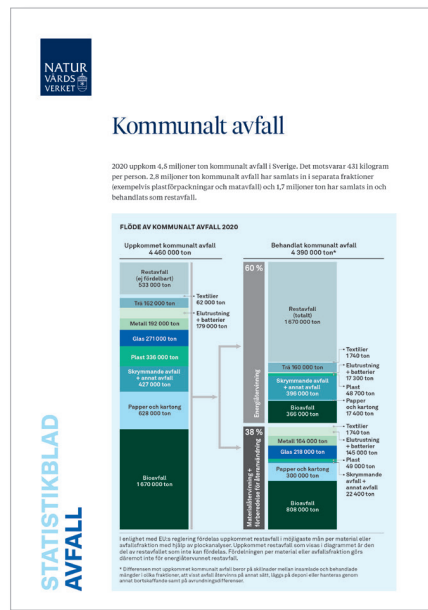 NATUR
VÅRDS
VERKET
Kommunalt avfall
2020 uppkom 4,5 miljoner ton kommunalt avfall i Sverige. Det motsvarar 431 kilogram
per person. 2,8 miljoner ton kommunalt avfall har samlats in i separata fraktioner
(exempelvis plastförpackningar och matavfall) och 1,7 miljoner ton har samlats in och
behandlats som restavfall.
FLÖDE AV KOMMUNALT AVFALL 2020
Uppkommet kommunalt avfall
4 460 000 ton
Behandlat kommunalt avfall
4 390 000 ton*
Restavfall
(ej fördelbart)
533 000 ton
Textilier
62 000 ton
Trä 152 000 ton
Elutrustning
+ batterier
179 000 ton
Metall 192 000 ton
Glas 271 000 ton
Plast 336 000 ton
Skrymmande avfall
+ annat avfall
427 000 ton
Papper och kartong
628 000 ton
Bioavfall
1 670 000 ton
60 %
Energiåtervinning
38 %
Materialåtervinning +
förberedelse för återanvändning
Restavfall
(totalt)
1 670 000 ton
Textilier
1 740 ton
Trä 160 000 ton
Elutrustning
+ batterier
17 300 ton
Skrymmande avfall
+ annat avfall
396 000 ton
Plast
48 700 ton
Papper
och kartong
17 400 ton
Bioavfall
366 000 ton
Textilier
1 740 ton
Metall 164 000 ton
Elutrustning
+ batterier
145 000 ton
Glas 218 000 ton
Plast
49 000 ton
Papper och kartong
300 000 ton
Skrymmande
avfall +
annat avfall
22 400 ton
Bioavfall
808 000 ton
I enlighet med EU:s reglering fördelas uppkommet restavfall i möjligaste mån per material eller
avfallsfraktion med hjälp av plockanalyser. Uppkommet restavfall som visas i diagrammet är den
del av restavfallet som inte kan fördelas. Fördelningen per material eller avfallsfraktion görs
däremot inte för energiåtervunnet restavfall.
* Differensen mot uppkommet kommunalt avfall beror på skillnader mellan insamlade och behandlade
mängder i olika fraktioner, att visst avfall återvinns på annat sätt, läggs på deponi eller hanteras genom
annat bortskaffande samt på avrundningsdifferenser.
STATISTIKBLAD
AVFALL